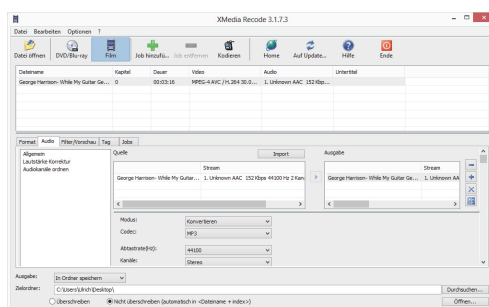 XMedia Recode 3.1.7.3
Datei Bearbeiten Optionen ?
Datei öffnen DVD/Blu-ray Film Job hinzufü... Job entfernen Kodieren Home Auf Update... Hilfe Ende
Dateiname Kapitel Dauer Video Audio Untertitel
George Harrison- While My Guitar Ge... 0 00:03:16 MPEG-4 AVC / H.264 30.0... 1. Unknown AAC 152 Kbp...
Format Audio Filter/Vorschau Tag Jobs
Allgemein
Lautstärke Korrektur
Audiokanäle ordnen
Quelle Import Ausgabe
Stream Stream
George Harrison- While My Guitar... 1. Unknown AAC 152 Kbps 44100 Hz 2 Kan George Harrison- While My Guitar Ge... 1. Unknown AA
Modus: Konvertieren
Codec: MP3
Abtastrate(Hz): 44100
Kanäle: Stereo
Ausgabe: In Ordner speichern
Zielordner: C:\Users\Ulrich\Desktop\ Durchsuchen...
Überschreiben Nicht überschreiben (automatisch in <Dateiname + index>) Öffnen...